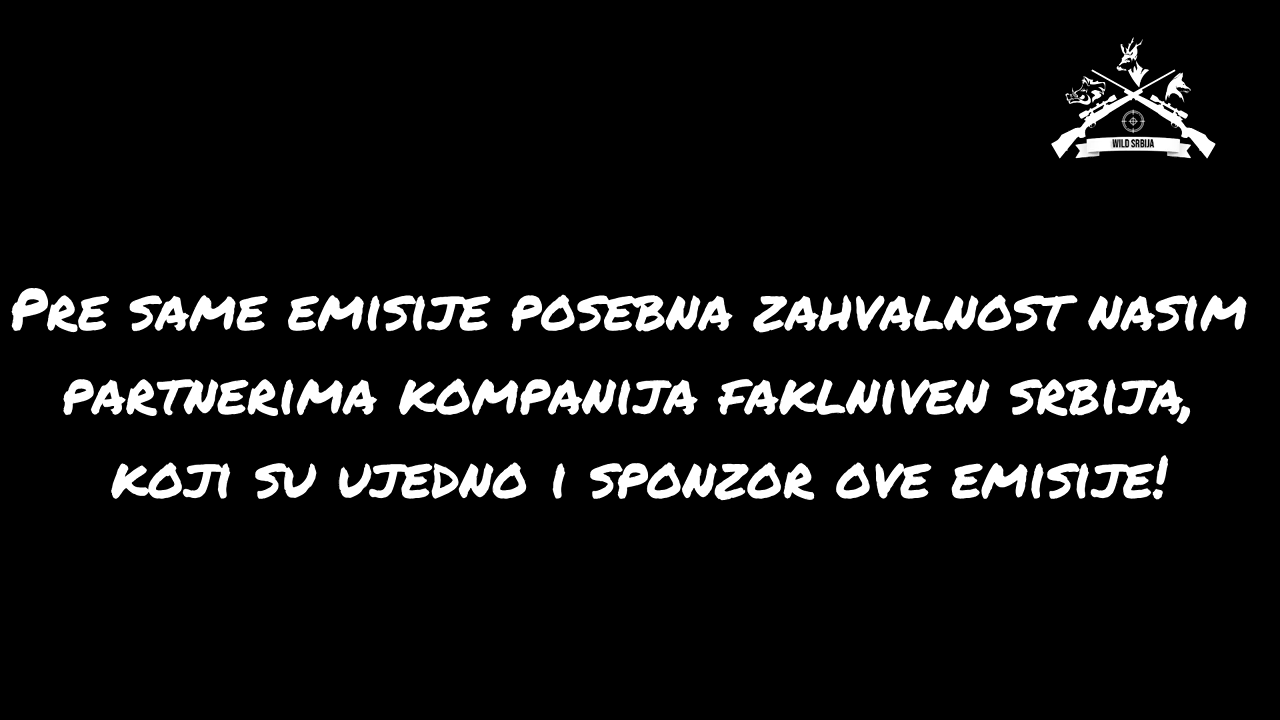 WILD SRBIJA
Pre same emisije posebna zahvalnost nasim
partnerima kompanija faklniven srbija,
koji su ujedno i sponzor ove emisije!